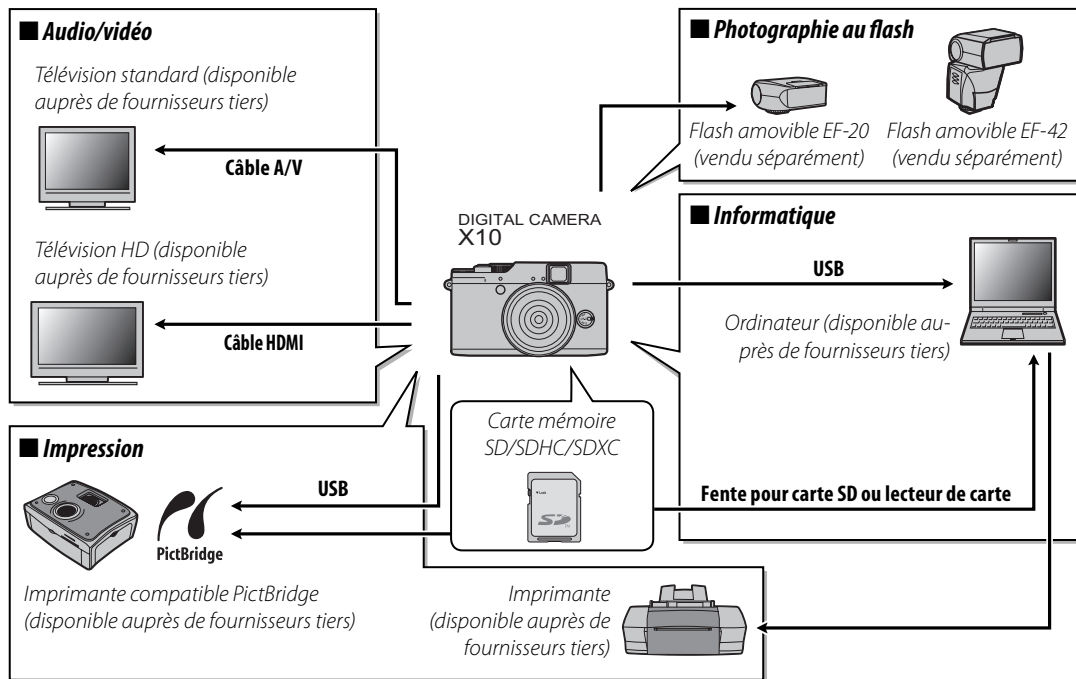 ■ Audio/vidéo
Télévision standard (disponible
auprès de fournisseurs tiers)
Câble A/V
Télévision HD (disponible
auprès de fournisseurs tiers)
Câble HDMI
DIGITAL CAMERA
X10
■ Photographie au flash
Flash amovible EF-20
(vendu séparément)
Flash amovible EF-42
(vendu séparément)
■ Informatique
USB
Ordinateur (disponible au-
près de fournisseurs tiers)
Fente pour carte SD ou lecteur de carte
Carte mémoire
SD/SDHC/SDXC
Lock
SD
■ Impression
USB
PictBridge
Imprimante compatible PictBridge
(disponible auprès de fournisseurs tiers)
Imprimante
(disponible auprès de
fournisseurs tiers)